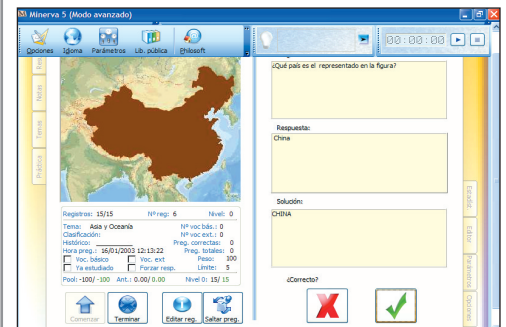 Minerva 5 (Modo avanzado)
Opciones Idioma Parámetros Lib. pública Philosoft
00:00:00
Notas
Temas
Práctica
¿Qué país es el representado en la figura?
Respuesta:
China
Solución:
CHINA
¿Correcto?
Registros: 15/15 Nº reg: 6 Nivel: 0
Tema: Asia y Oceanía Nº voc bás.: 0
Clasificación: Nº voc ext.: 0
Histórico: Preg. correctas: 0
Hora preg.: 16/01/2003 12:13:22 Preg. totales: 0
Voc. básico Voc. ext Peso: 100
Ya estudiado Forzar resp. Límite: 5
Pool: -100/ -100 Ant.: 0.00/ 0.00 Nivel 0: 15/ 15
Comenzar Terminar Editar reg. Saltar preg.
Estadíst
Editor
Parámetros
Opciones